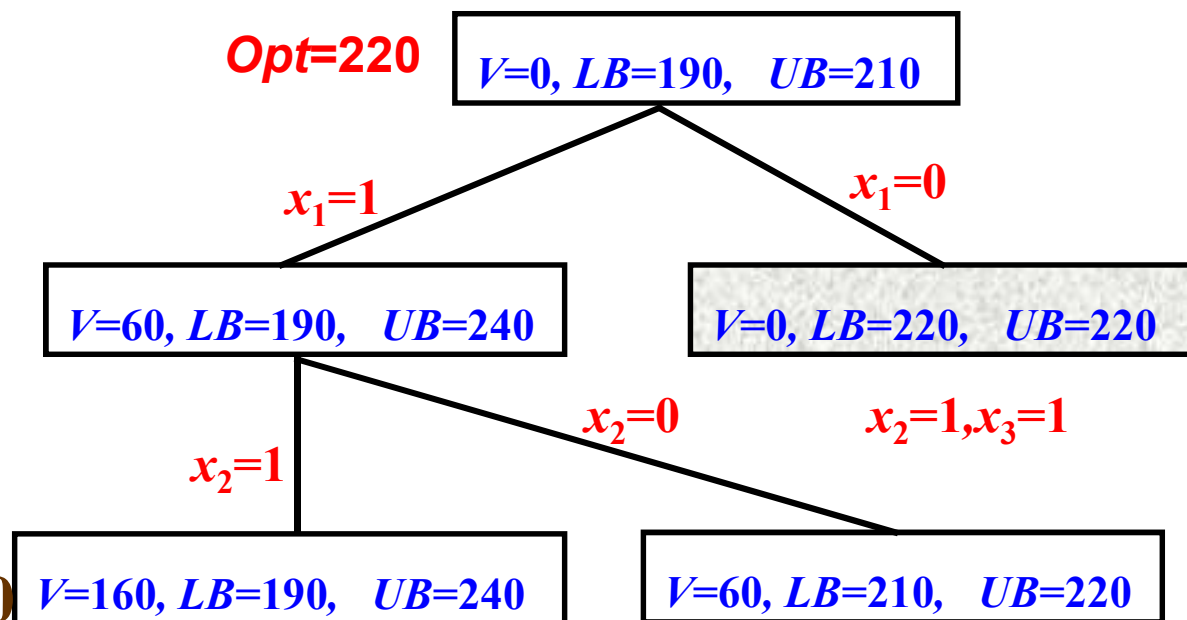 Opt=220
V=0, LB=190, UB=210
x₁=1
x₁=0
V=60, LB=190, UB=240
V=0, LB=220, UB=220
x₂=0
x₂=1,x₃=1
x₂=1
) V=160, LB=190, UB=240
V=60, LB=210, UB=220